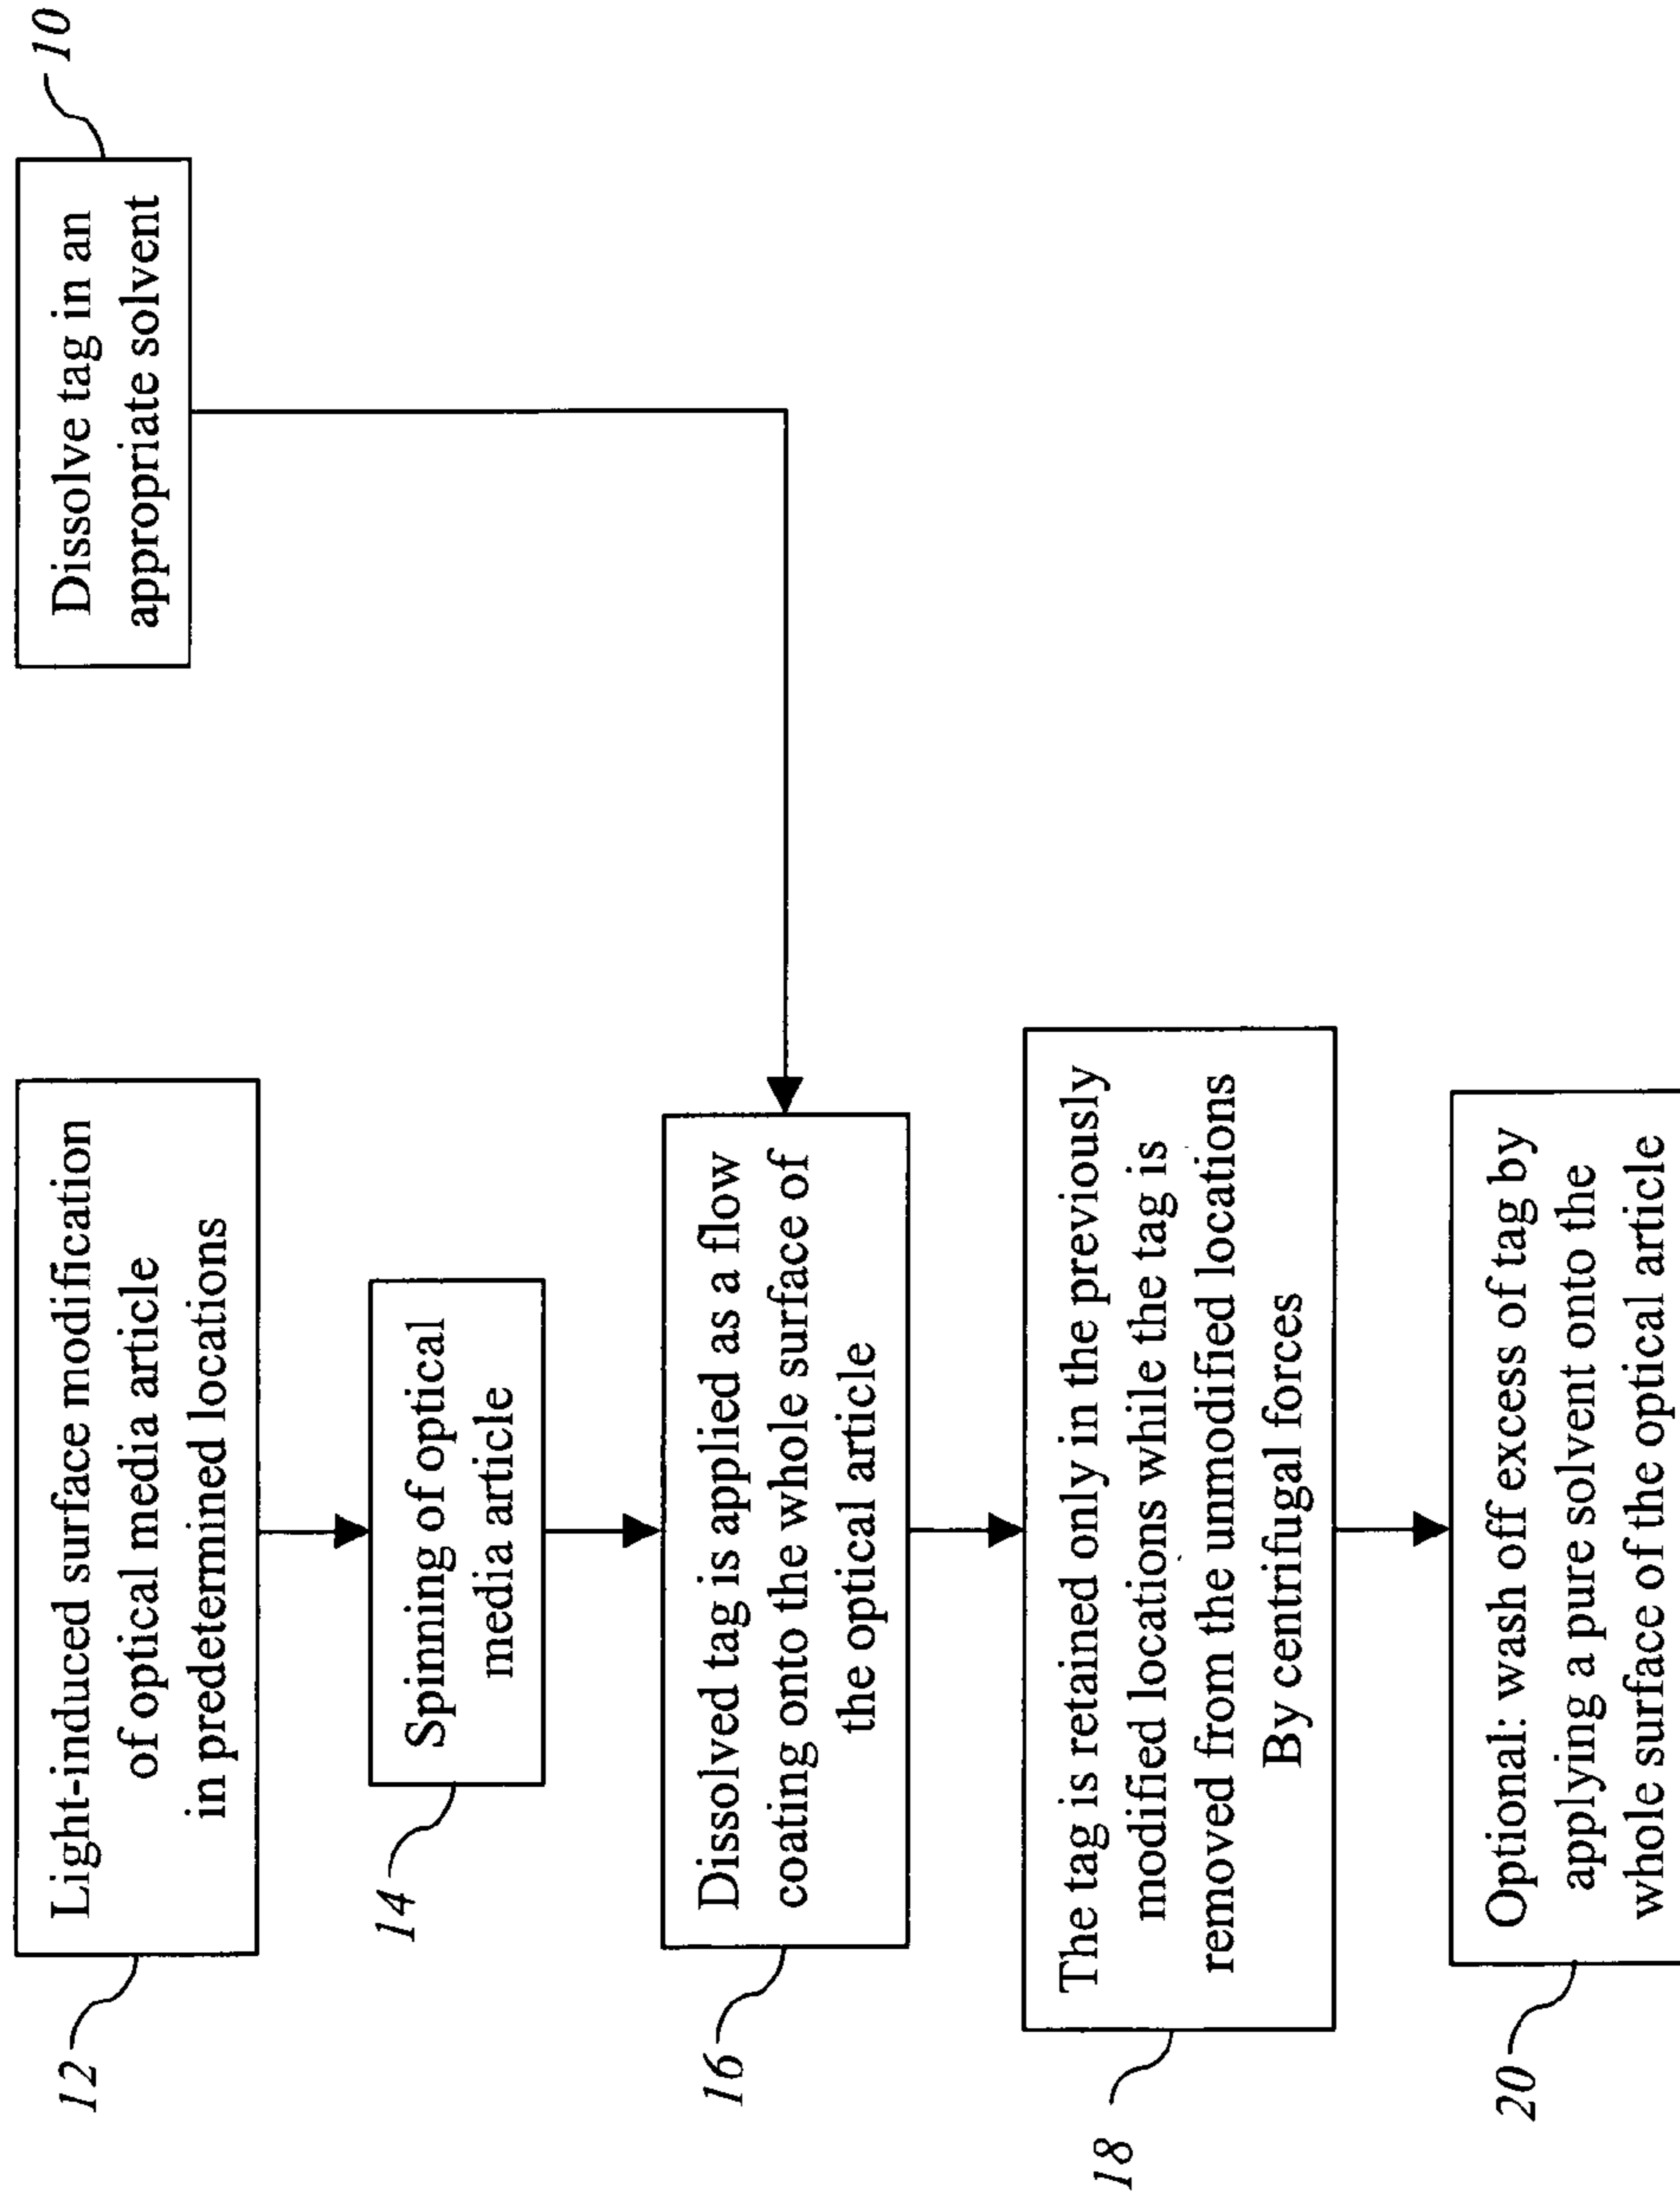 10
Dissolve tag in an
appropriate solvent
12
Light-induced surface modification
of optical media article
in predetermined locations
14
Spinning of optical
media article
16
Dissolved tag is applied as a flow
coating onto the whole surface of
the optical article
18
The tag is retained only in the previously
modified locations while the tag is
removed from the unmodified locations
By centrifugal forces
20
Optional: wash off excess of tag by
applying a pure solvent onto the
whole surface of the optical article